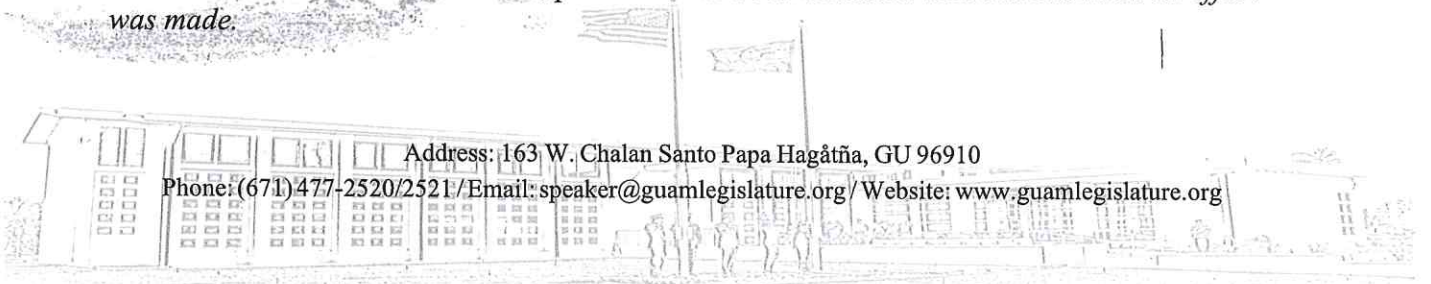 was made.
Address: 163 W. Chalan Santo Papa Hagåtña, GU 96910
Phone: (671) 477-2520/2521 / Email: speaker@guamlegislature.org / Website: www.guamlegislature.org